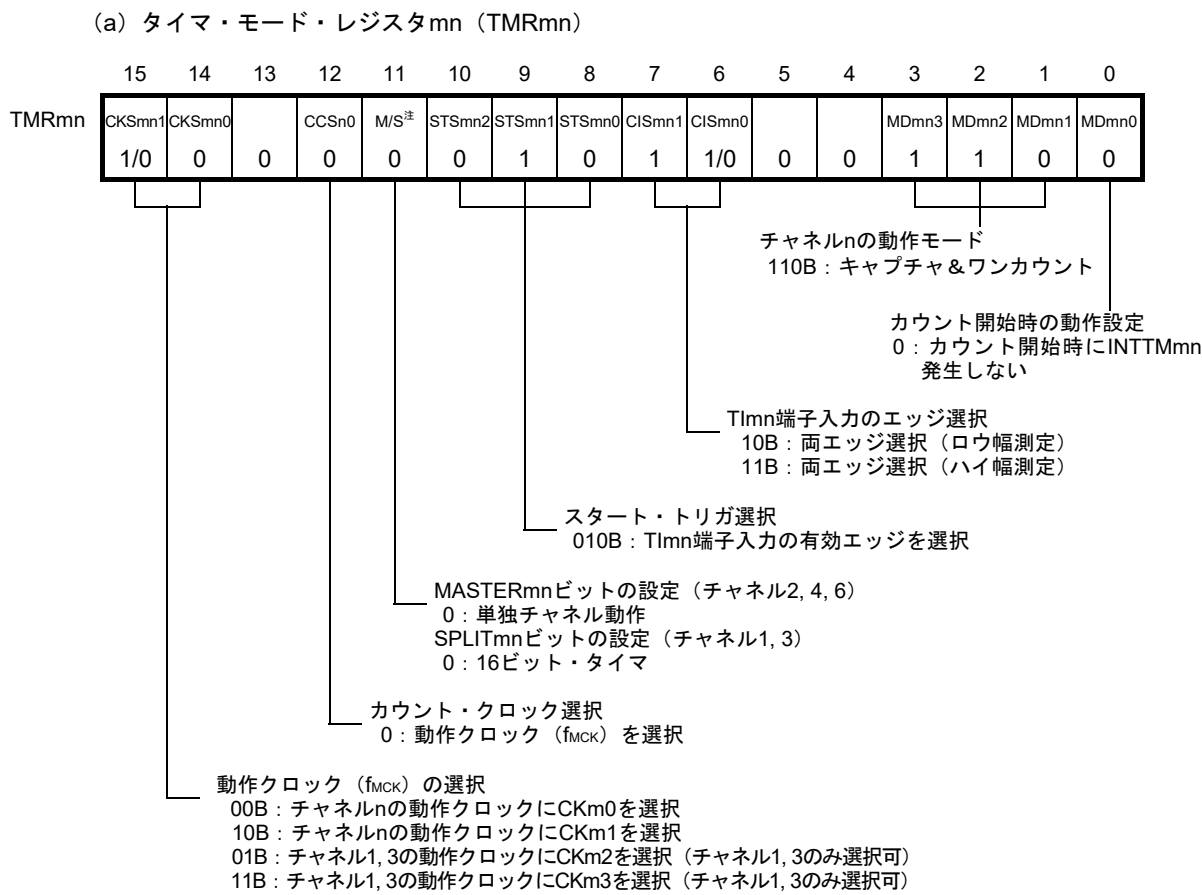 (a) タイマ・モード・レジスタmn (TMRmn)
15 14 13 12 11 10 9 8 7 6 5 4 3 2 1 0
TMRmn CKSmn1 CKSmn0 CCSn0 M/S注 STSmn2 STSmn1 STSmn0 CISmn1 CISmn0 MDmn3 MDmn2 MDmn1 MDmn0
1/0 0 0 0 0 0 1 0 1 1/0 0 0 1 1 0 0
チャネルnの動作モード
110B:キャプチャ&ワンカウント
カウント開始時の動作設定
0:カウント開始時にINTTMmn
発生しない
TImn端子入力のエッジ選択
10B:両エッジ選択(ロウ幅測定)
11B:両エッジ選択(ハイ幅測定)
スタート・トリガ選択
010B:TImn端子入力の有効エッジを選択
MASTERmnビットの設定(チャネル2, 4, 6)
0:単独チャネル動作
SPLITmnビットの設定(チャネル1, 3)
0:16ビット・タイマ
カウント・クロック選択
0:動作クロック(fMCK)を選択
動作クロック(fMCK)の選択
00B:チャネルnの動作クロックにCKm0を選択
10B:チャネルnの動作クロックにCKm1を選択
01B:チャネル1, 3の動作クロックにCKm2を選択(チャネル1, 3のみ選択可)
11B:チャネル1, 3の動作クロックにCKm3を選択(チャネル1, 3のみ選択可)